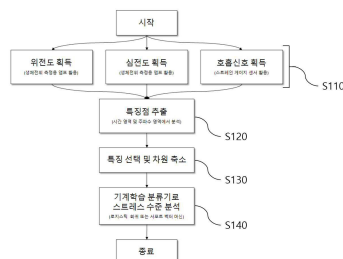 시작
위전도 획득
(생체전위 측정용 앰프 활용)
심전도 획득
(생체전위 측정용 앰프 활용)
호흡신호 획득
(스트레인 게이지 센서 활용)
S110
특징점 추출
(시간 영역 및 주파수 영역에서 분석)
S120
특징 선택 및 차원 축소
S130
기계학습 분류기로
스트레스 수준 분석
(로지스틱 회귀 또는 서포트 벡터 머신)
S140
종료